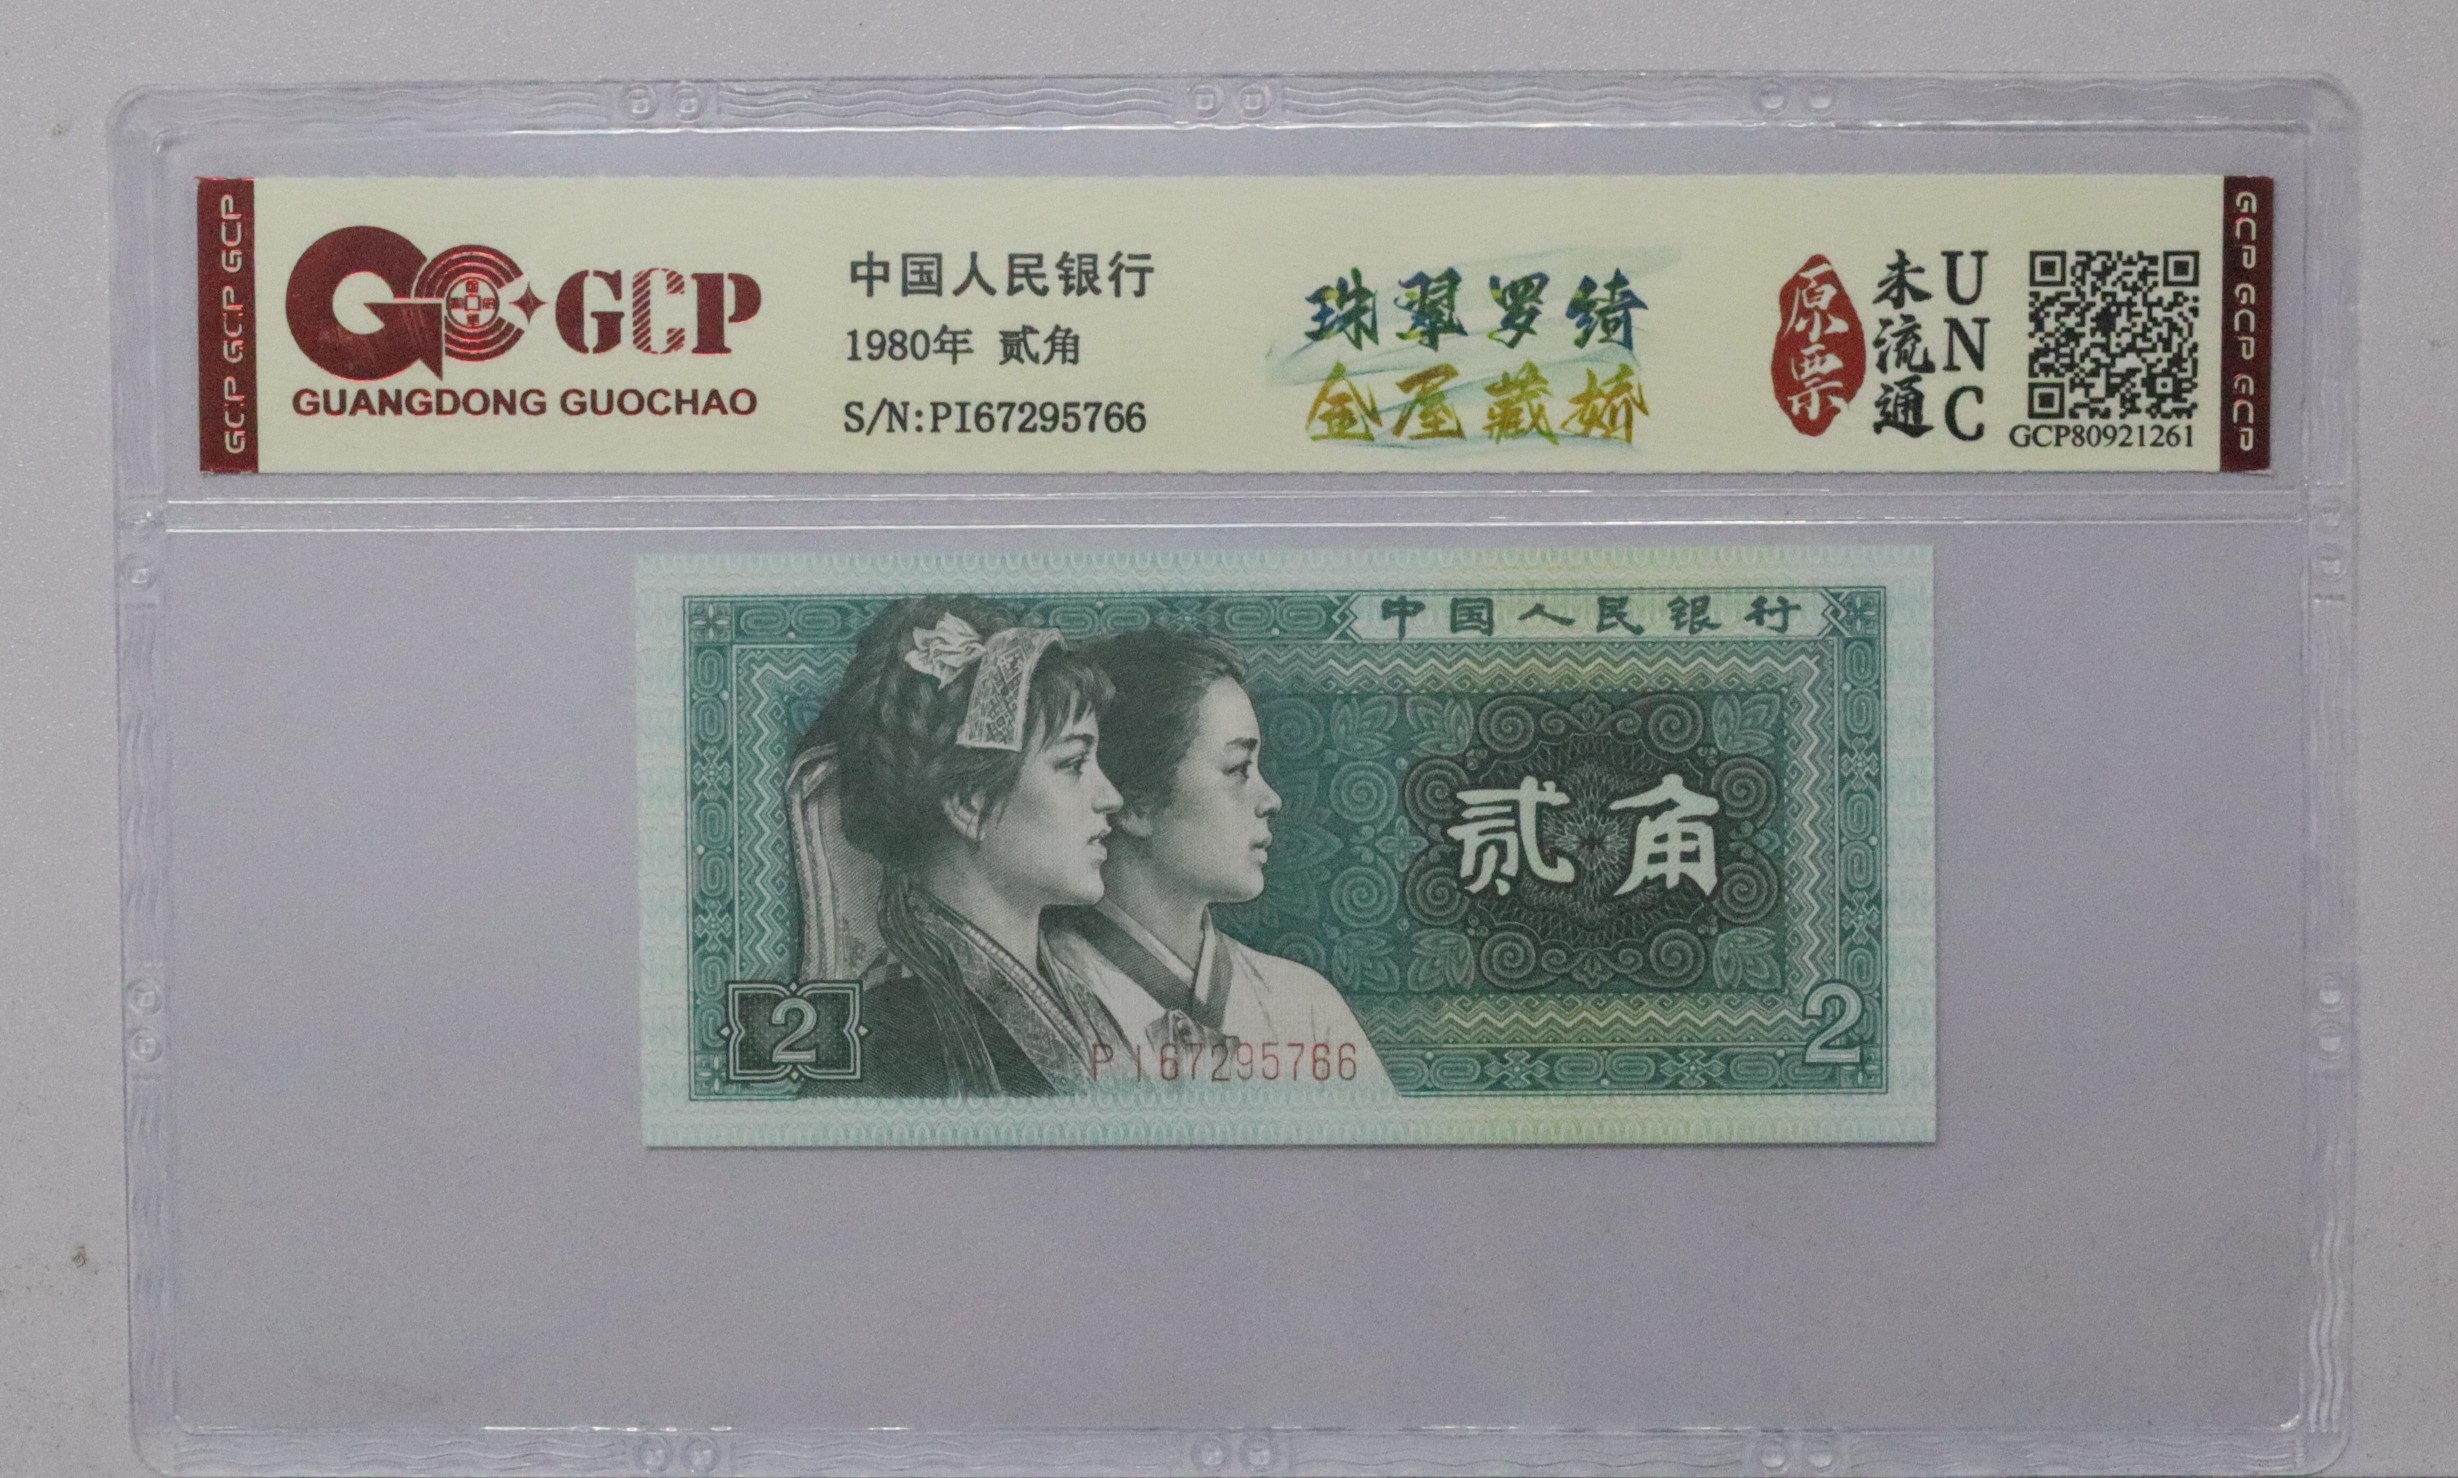 GCP GCP GCP GCP
GCP
GUANGDONG GUOCHAO
中国人民银行
1980年 贰角
S/N:PI67295766
珠翠罗绮
金屋藏娇
原票
未流通
UNC
GCP80921261
GCP GCP GCP GCP
中国人民银行
贰角
2
2
PI67295766